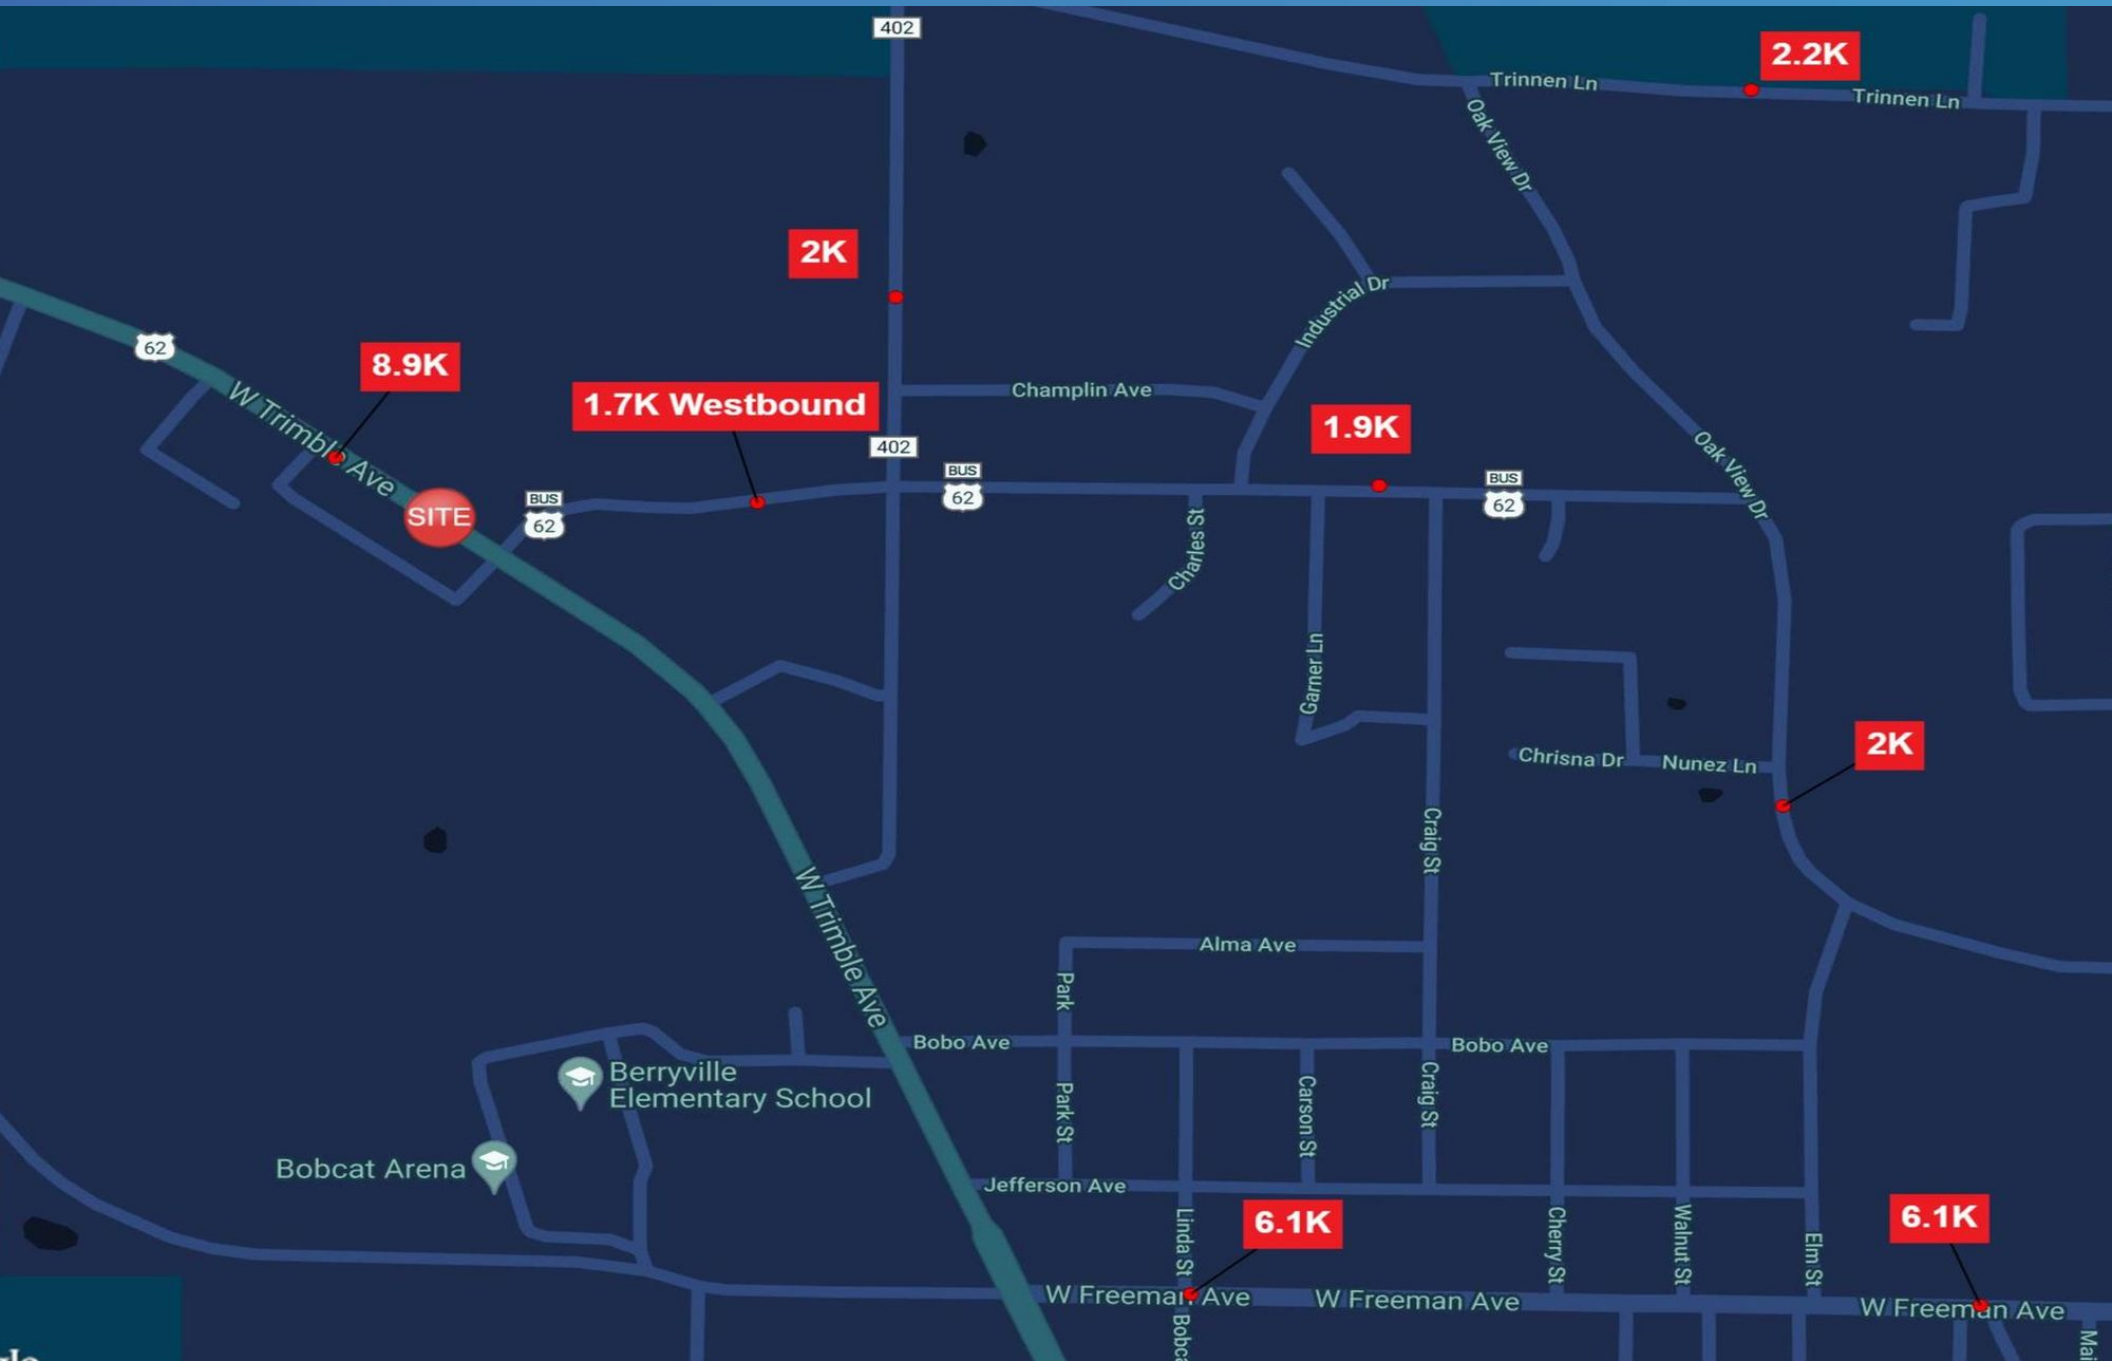 402
Trinnen Ln
2.2K
Trinnen Ln
Oak View Dr
2K
Industrial Dr
62
8.9K
W Trimble Ave
1.7K Westbound
Champlin Ave
1.9K
402
BUS
62
BUS
62
Oak View Dr
SITE
BUS
62
Charles St
Garner Ln
2K
Chrisna Dr
Nunez Ln
Craig St
W Trimble Ave
Alma Ave
Park
Bobo Ave
Bobo Ave
Berryville
Elementary School
Park St
Carson St
Craig St
Bobcat Arena
Jefferson Ave
6.1K
6.1K
Linda St
Cherry St
Walnut St
Elm St
W Freeman Ave
W Freeman Ave
W Freeman Ave
Bobca
Mai